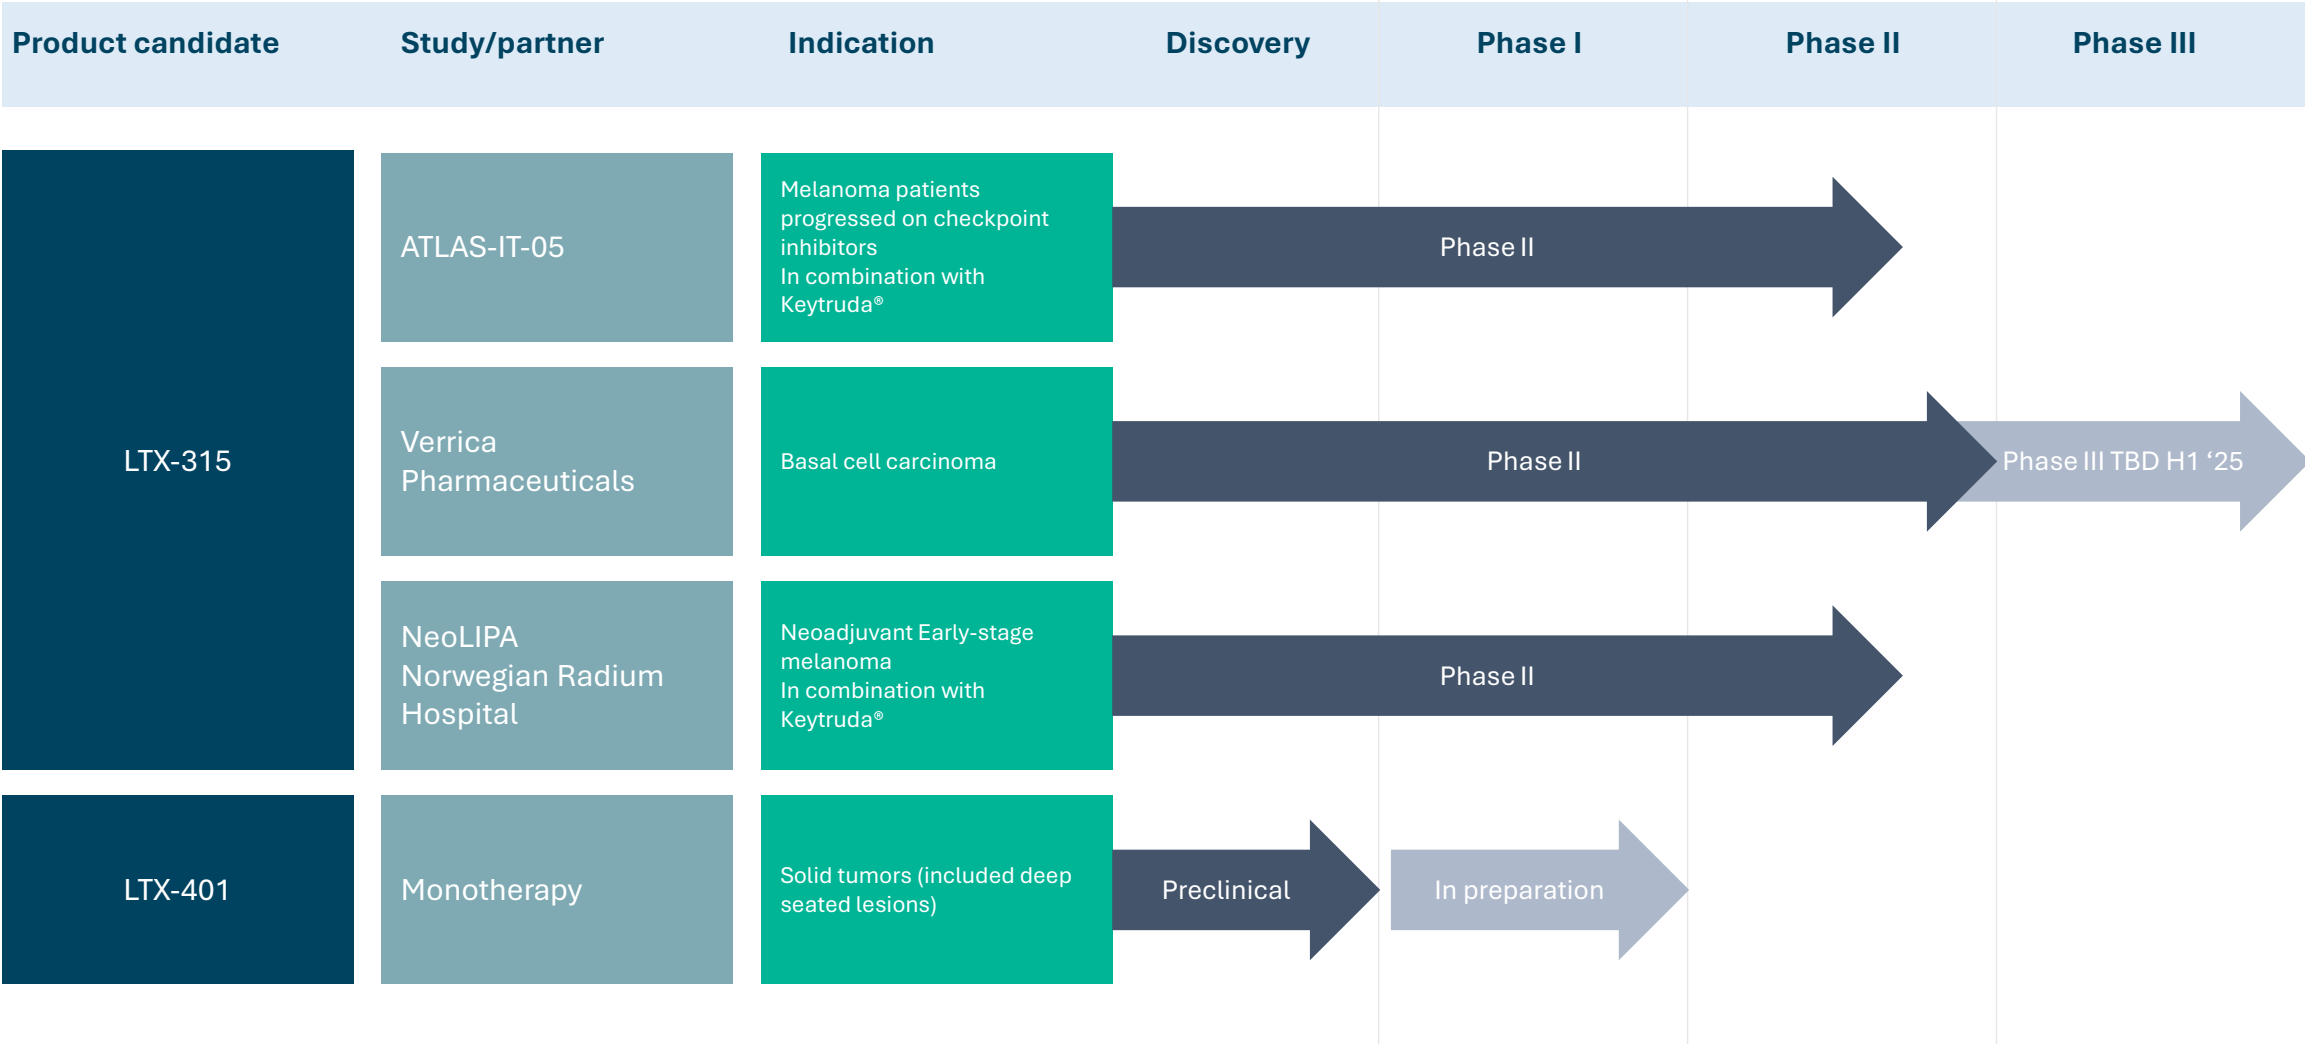 Product candidate
Study/partner
Indication
Discovery
Phase I
Phase II
Phase III
LTX-315
ATLAS-IT-05
Melanoma patients
progressed on checkpoint
inhibitors
In combination with
Keytruda®
Phase II
Verrica
Pharmaceuticals
Basal cell carcinoma
Phase II
Phase III TBD H1 ‘25
NeoLIPA
Norwegian Radium
Hospital
Neoadjuvant Early-stage
melanoma
In combination with
Keytruda®
Phase II
LTX-401
Monotherapy
Solid tumors (included deep
seated lesions)
Preclinical
In preparation